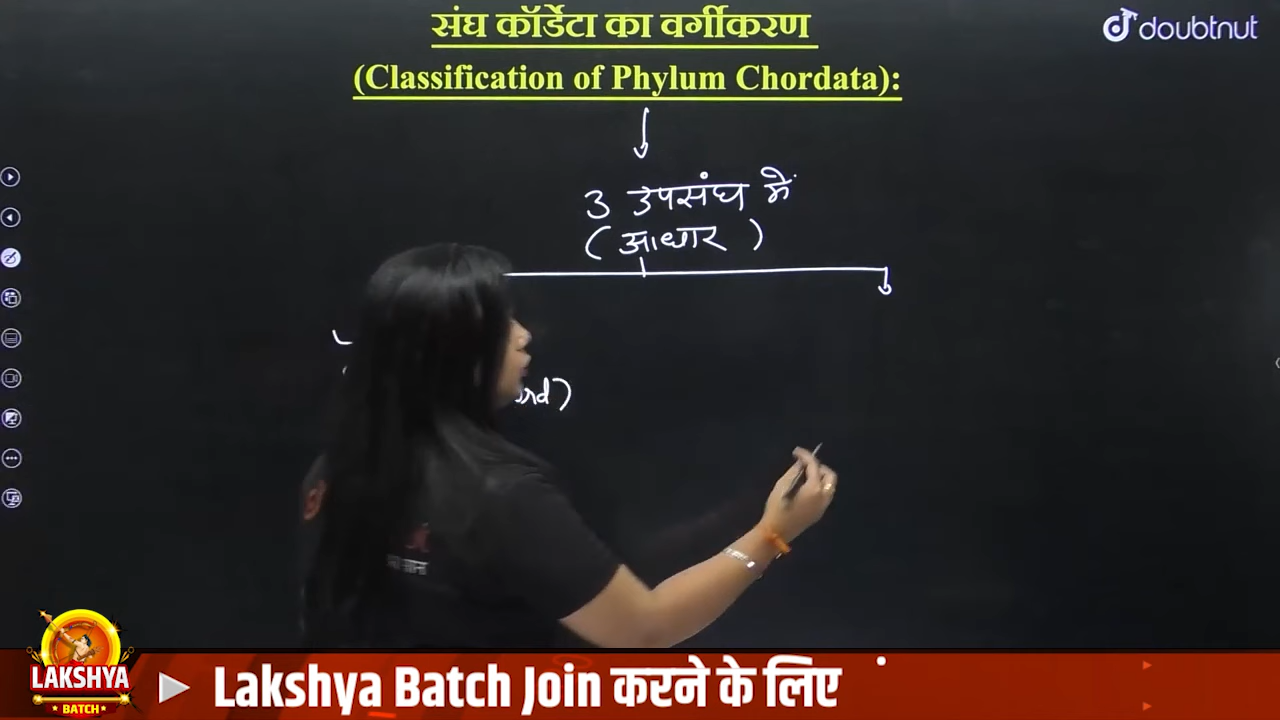 संघ कॉर्डेटा का वर्गीकरण
doubtnut
(Classification of Phylum Chordata):
3 उपसंघ में
(आधार)
LAKSHYA
BATCH
Lakshya Batch Join करने के लिए